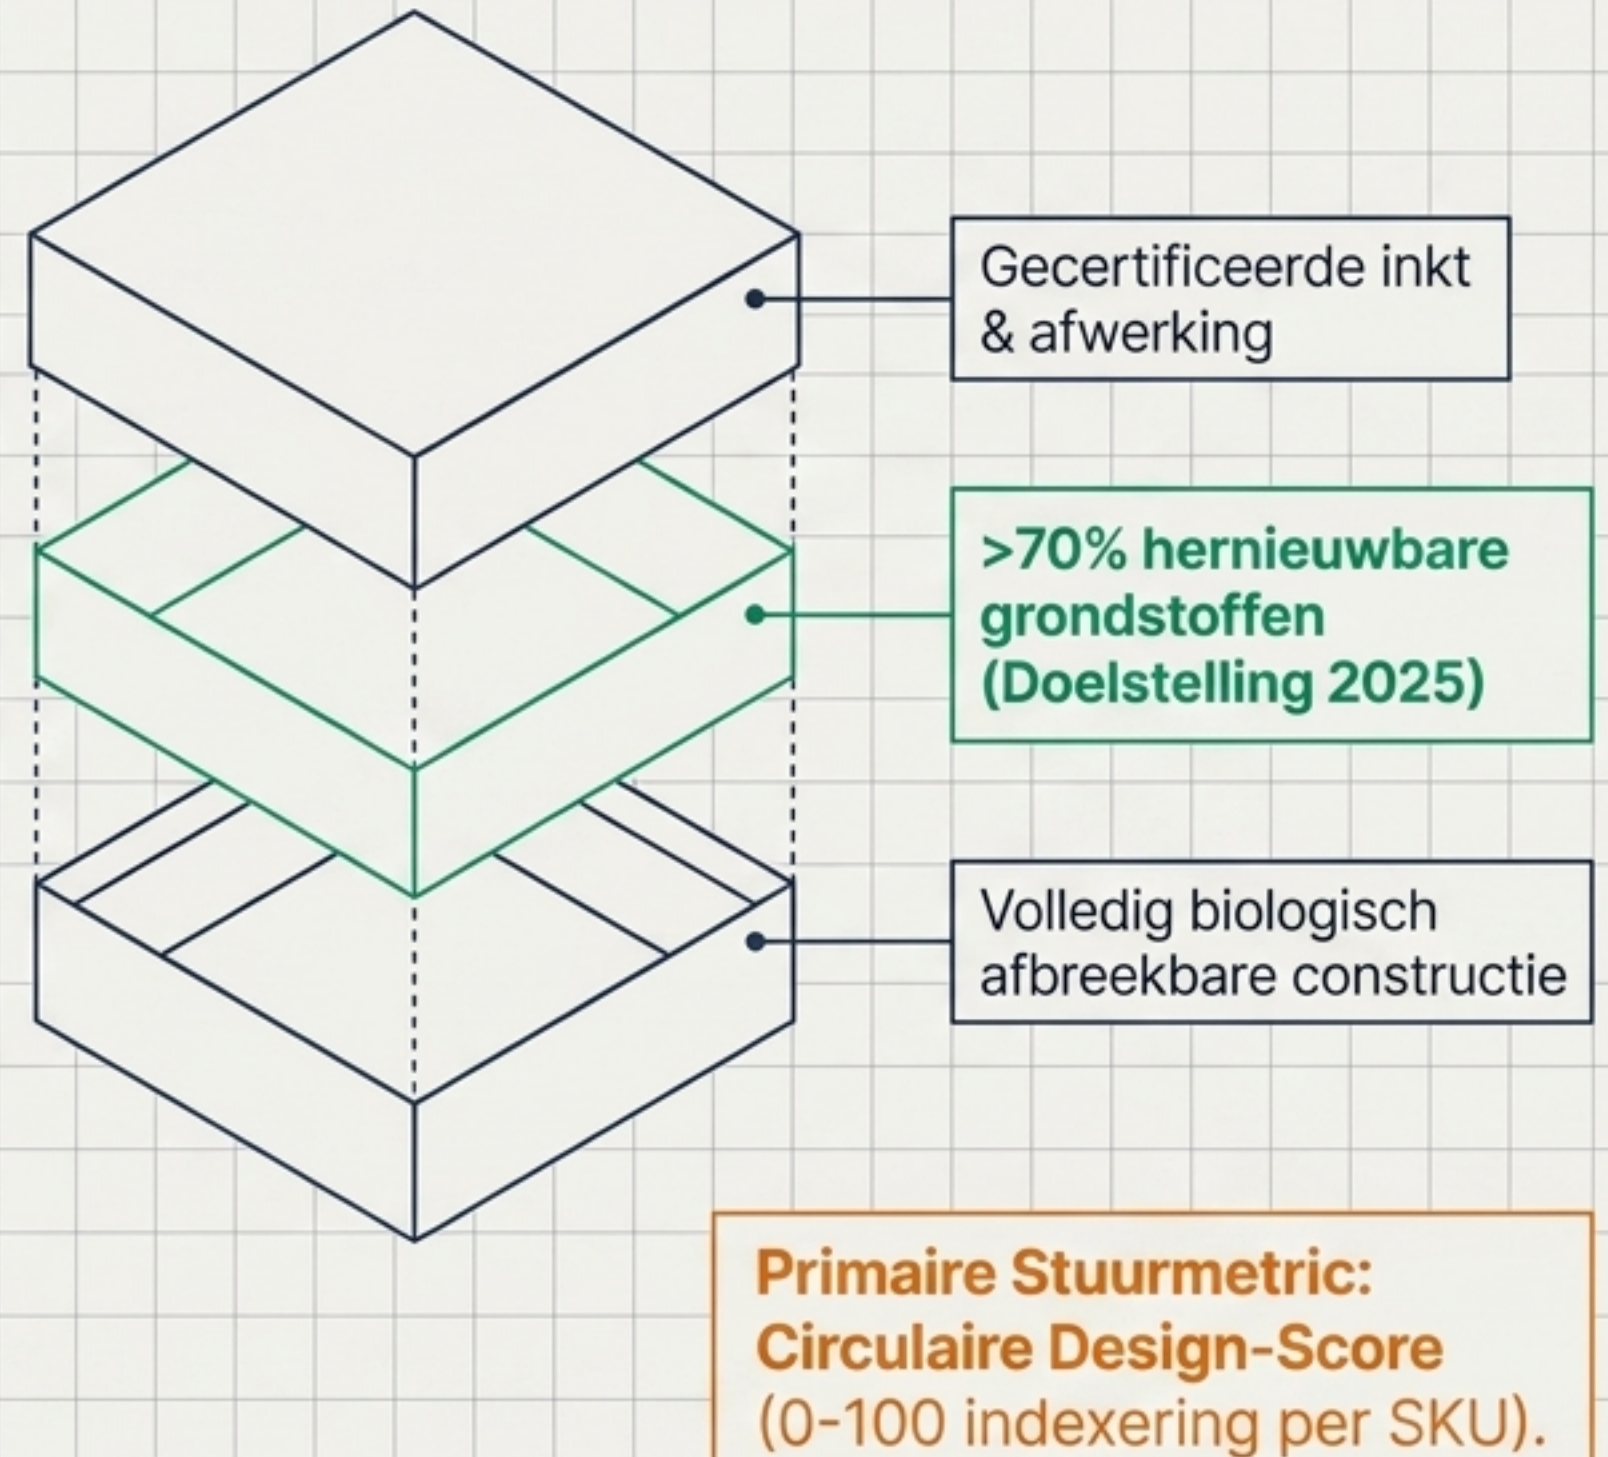 Gecertificeerde inkt
& afwerking
>70% hernieuwbare
grondstoffen
(Doelstelling 2025)
Volledig biologisch
afbreekbare constructie
Primaire Stuurmetric:
Circulaire Design-Score
(0-100 indexering per SKU).